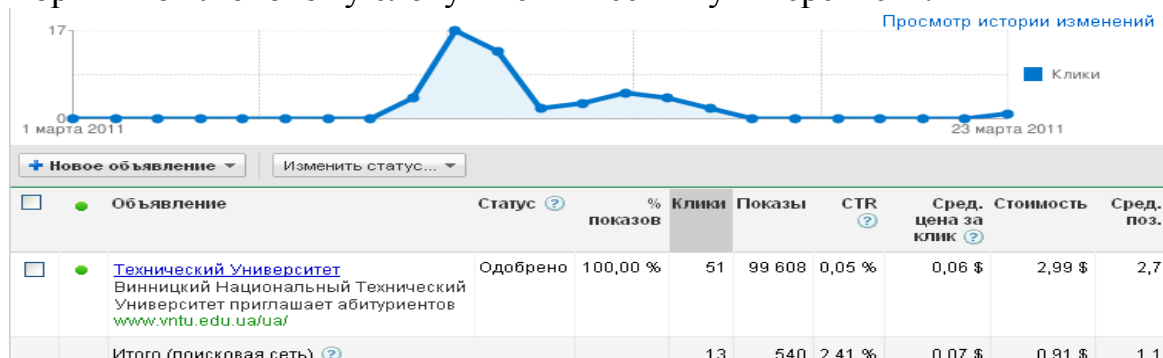 Просмотр истории изменений
17
Клики
0
1 марта 2011
23 марта 2011
+ Новое объявление
Изменить статус...
Объявление Статус ? % показов Клики Показы CTR ? Сред. цена за клик ? Стоимость Сред. поз.
Технический Университет Одобрено 100,00 % 51 99 608 0,05 % 0,06 $ 2,99 $ 2,7
Винницкий Национальный Технический
Университет приглашает абитуриентов
www.vntu.edu.ua/ua/
Итого (поисковая сеть) ? 13 540 2,41 % 0,07 $ 0,91 $ 1,1